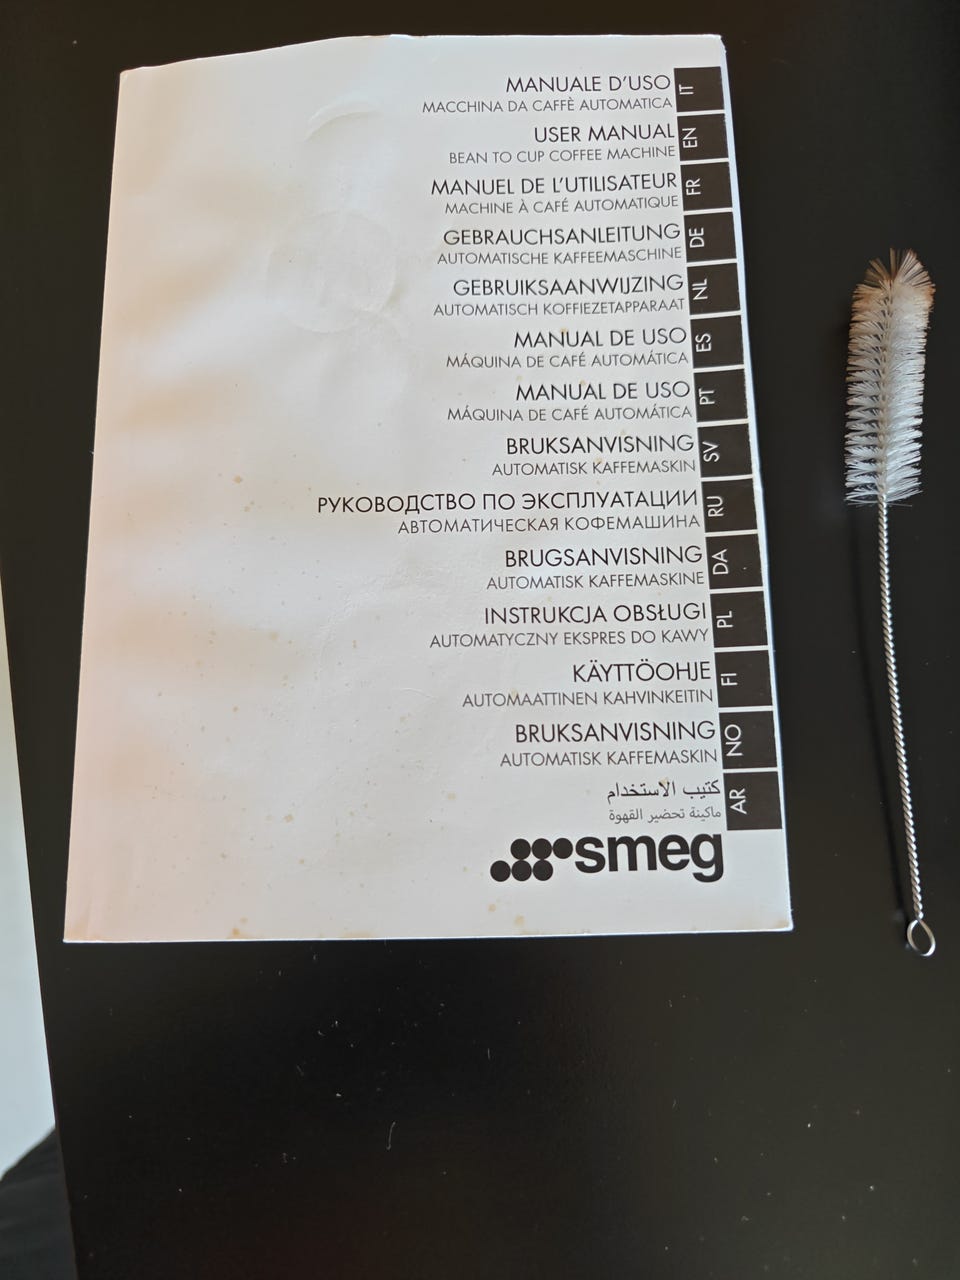 MANUALE D'USO
MACCHINA DA CAFFÈ AUTOMATICA
IT
USER MANUAL
BEAN TO CUP COFFEE MACHINE
EN
MANUEL DE L'UTILISATEUR
MACHINE À CAFÉ AUTOMATIQUE
FR
GEBRAUCHSANLEITUNG
AUTOMATISCHE KAFFEEMASCHINE
DE
GEBRUIKSAANWIJZING
AUTOMATISCH KOFFIEZETAPPARAAT
NL
MANUAL DE USO
MÁQUINA DE CAFÉ AUTOMÁTICA
ES
MANUAL DE USO
MÁQUINA DE CAFÉ AUTOMÁTICA
PT
BRUKSANVISNING
AUTOMATISK KAFFEMASKIN
SV
РУКОВОДСТВО ПО ЭКСПЛУАТАЦИИ
АВТОМАТИЧЕСКАЯ КОФЕМАШИНА
RU
BRUGSANVISNING
AUTOMATISK KAFFEMASKINE
DA
INSTRUKCJA OBSŁUGI
AUTOMATYCZNY EKSPRES DO KAWY
PL
KÄYTTÖOHJE
AUTOMAATTINEN KAHVINKEITIN
FI
BRUKSANVISNING
AUTOMATISK KAFFEMASKIN
NO
كتيب الاستخدام
ماكينة تحضير القهوة
AR
smeg